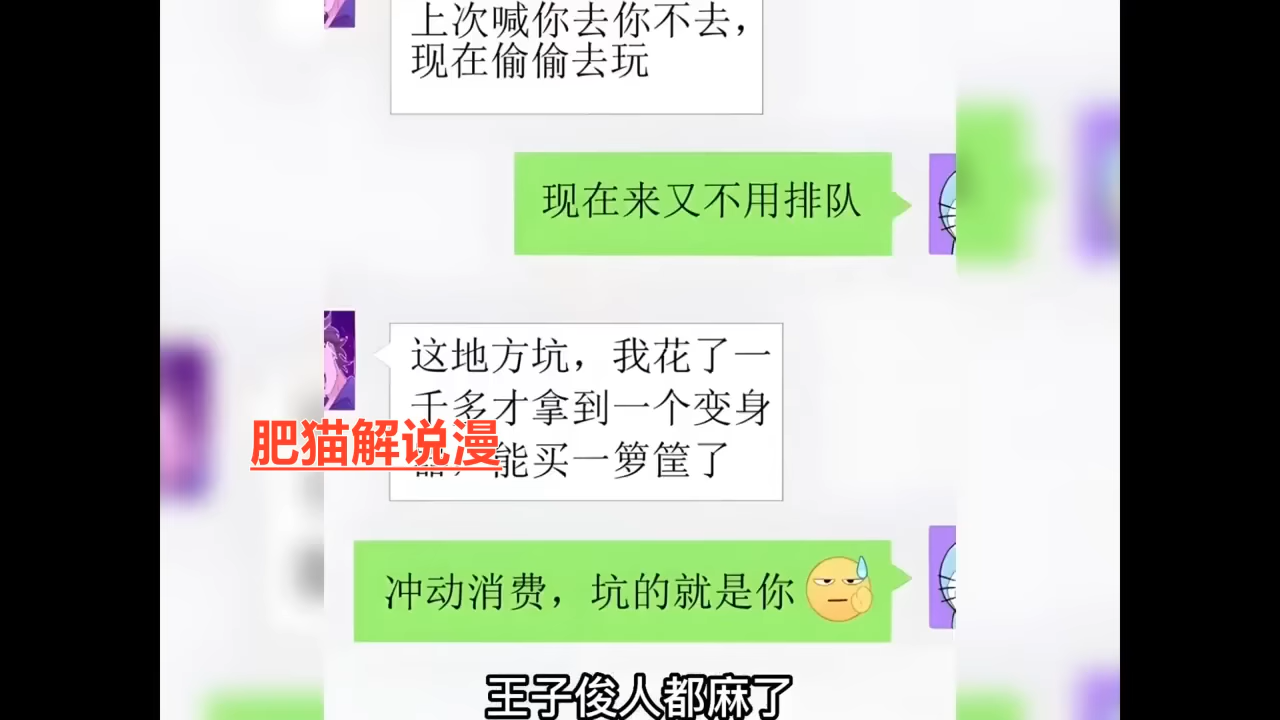 上次喊你去你不去，
现在偷偷去玩
现在来又不用排队
这地方坑，我花了一
千多才拿到一个变身
器，能买一箩筐了
肥猫解说漫
冲动消费，坑的就是你
王子俊人都麻了